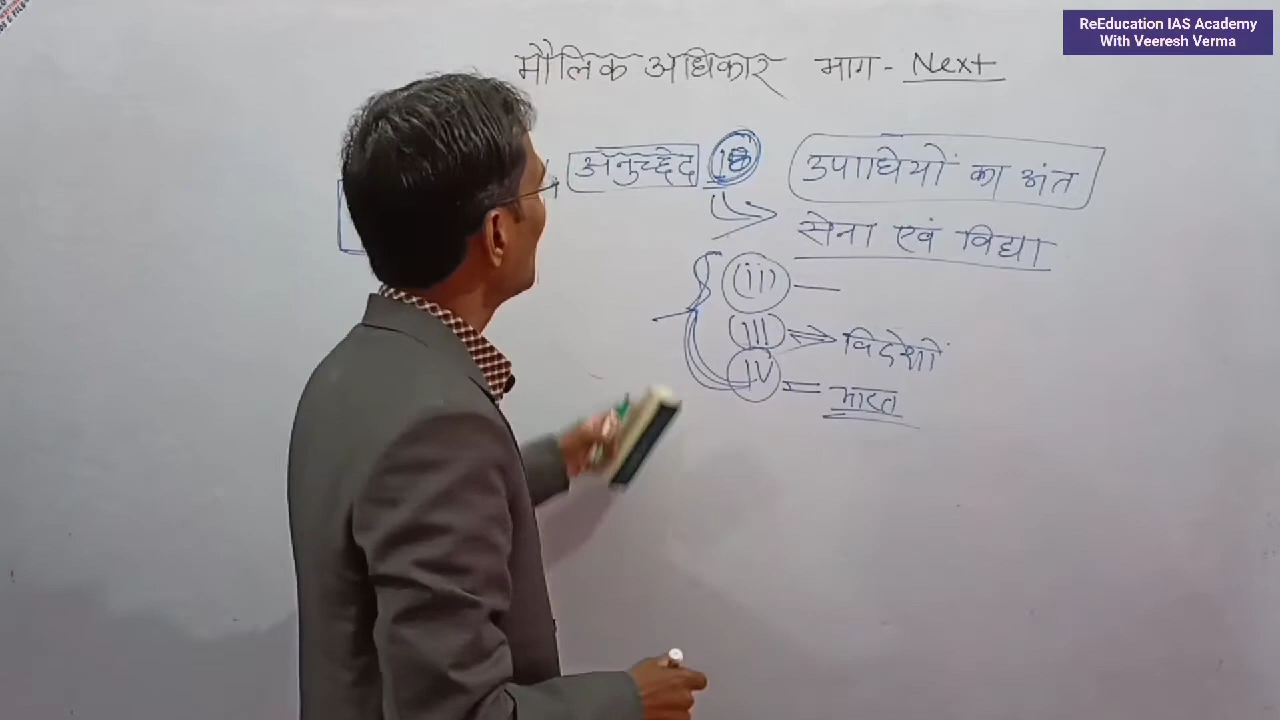 ReEducation IAS Academy
With Veeresh Verma
मौलिक अधिकार भाग - Next
अनुच्छेद 18 उपाधियों का अंत
सेना एवं विद्या
(ii) —
III ⇒ विदेशों
IV = भारत